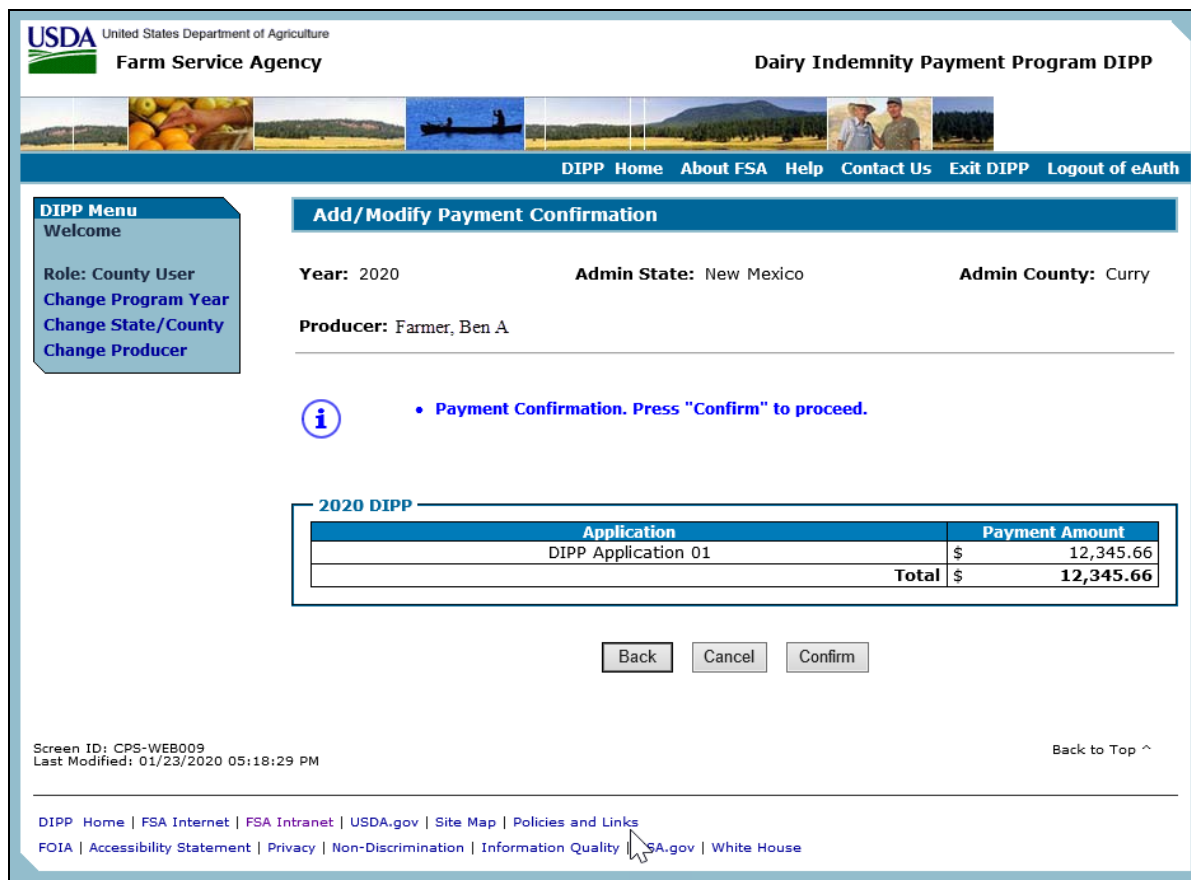 USDA United States Department of Agriculture
Farm Service Agency
Dairy Indemnity Payment Program DIPP
DIPP Home About FSA Help Contact Us Exit DIPP Logout of eAuth
DIPP Menu
Welcome
Role: County User
Change Program Year
Change State/County
Change Producer
Add/Modify Payment Confirmation
Year: 2020 Admin State: New Mexico Admin County: Curry
Producer: Farmer, Ben A
i
• Payment Confirmation. Press "Confirm" to proceed.
2020 DIPP
Application Payment Amount
DIPP Application 01 $ 12,345.66
Total $ 12,345.66
Back Cancel Confirm
Screen ID: CPS-WEB009
Last Modified: 01/23/2020 05:18:29 PM
Back to Top ^
DIPP Home | FSA Internet | FSA Intranet | USDA.gov | Site Map | Policies and Links
FOIA | Accessibility Statement | Privacy | Non-Discrimination | Information Quality | SA.gov | White House